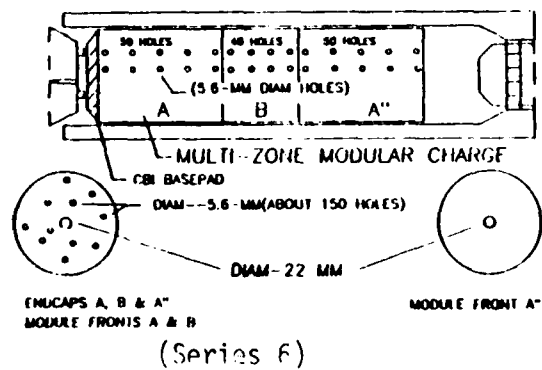 50 HOLES 46 HOLES 50 HOLES
(5.6-MM DIAM HOLES)
A B A"
MULTI-ZONE MODULAR CHARGE
CBI BASEPAD
DIAM--5.6-MM(ABOUT 150 HOLES)
C O
DIAM-22 MM
ENDCAPS A, B & A"
MODULE FRONTS A & B
MODULE FRONT A"
(Series 6)